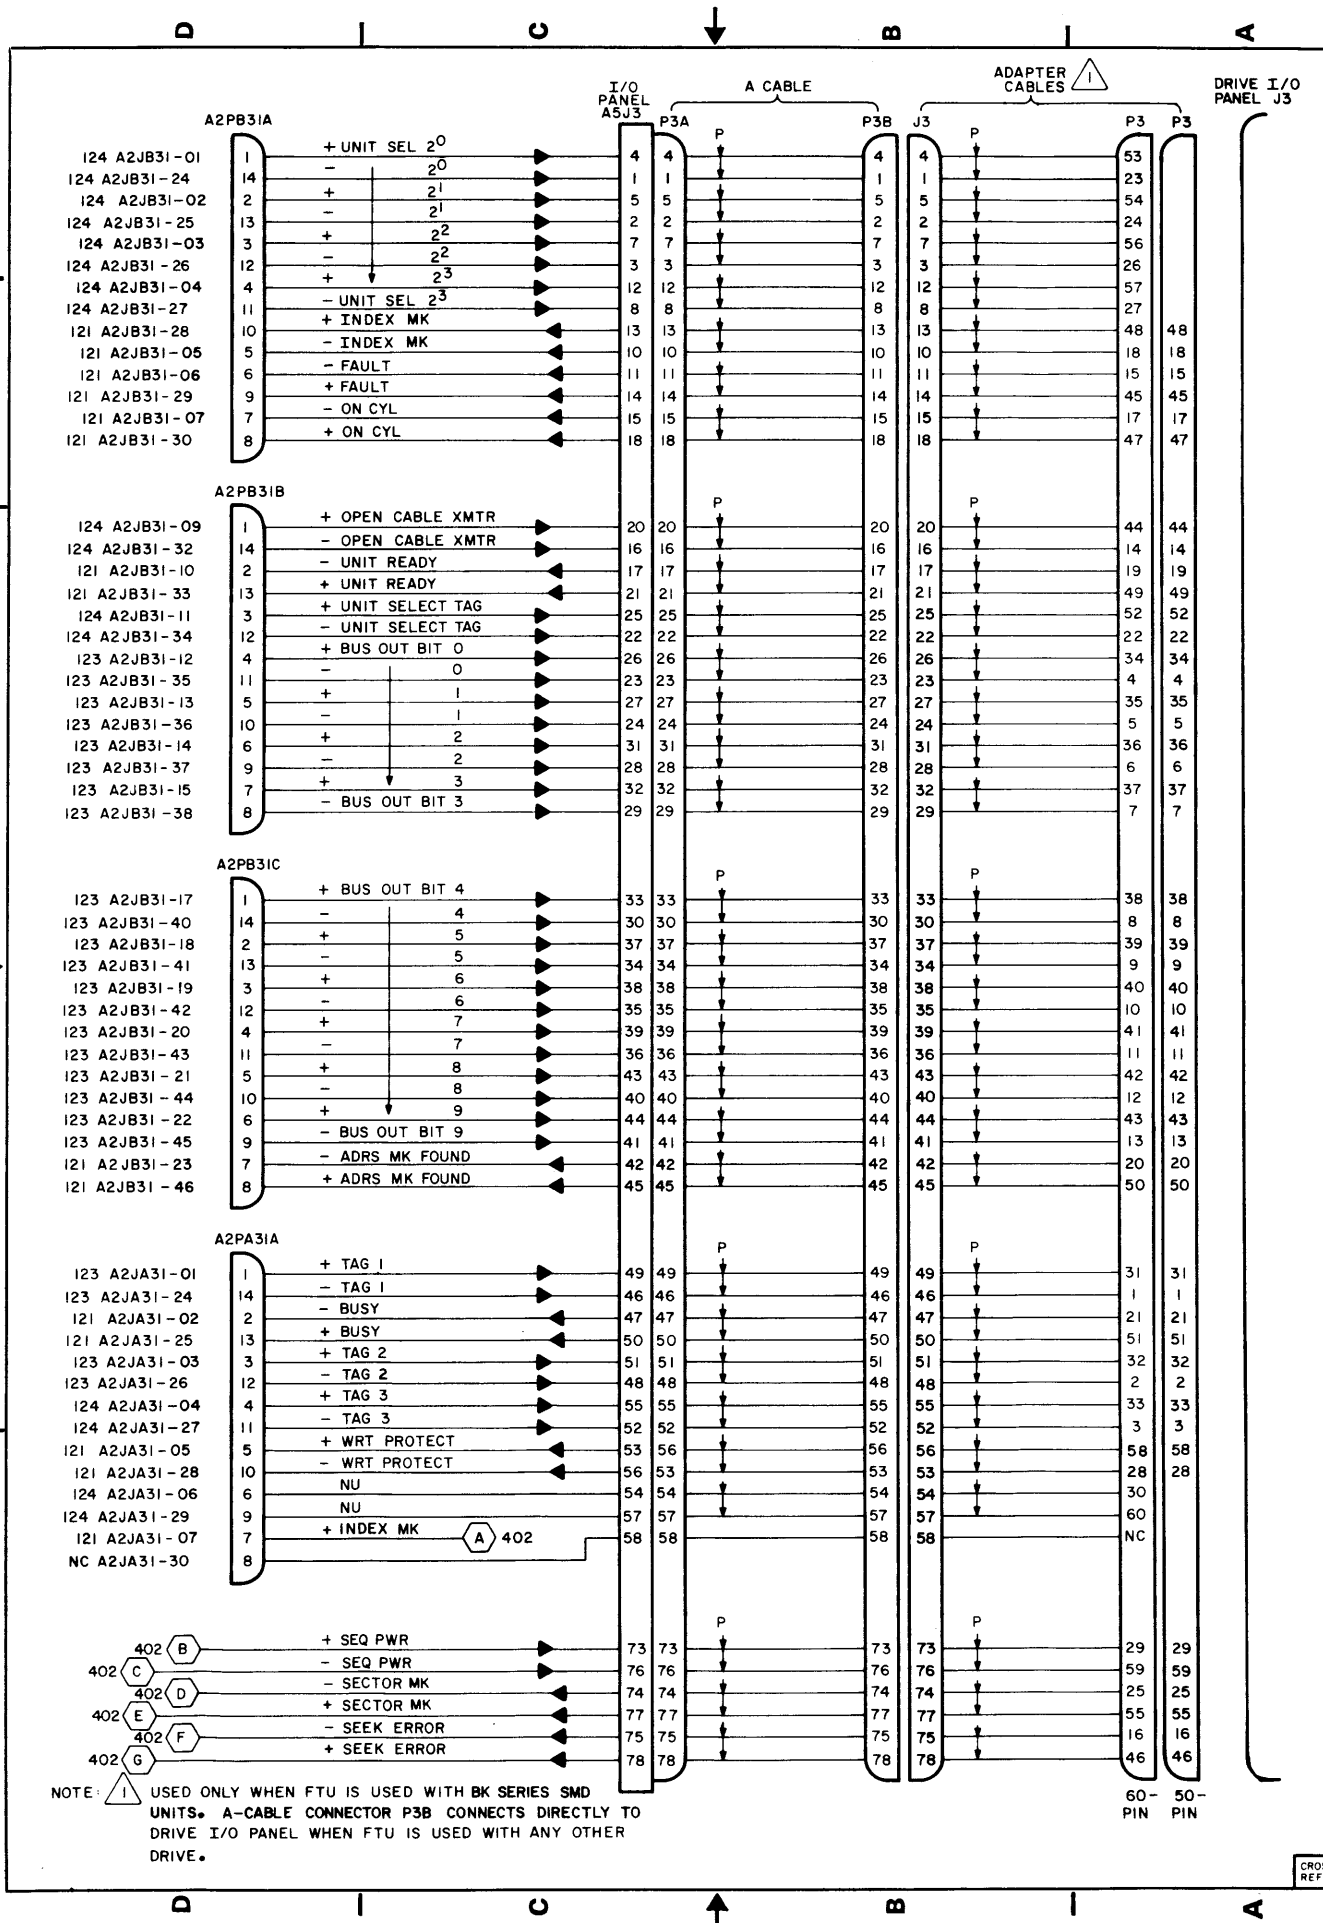 D C B A
I/O PANEL A5J3 A CABLE ADAPTER CABLES 1 DRIVE I/O PANEL J3
A2PB31A P3A P P3B J3 P P3 P3
124 A2JB31-01 1 + UNIT SEL 2^0 4 4 4 4 53
124 A2JB31-24 14 - 2^0 1 1 1 1 23
124 A2JB31-02 2 + 2^1 5 5 5 5 54
124 A2JB31-25 13 - 2^1 2 2 2 2 24
124 A2JB31-03 3 + 2^2 7 7 7 7 56
124 A2JB31-26 12 - 2^2 3 3 3 3 26
124 A2JB31-04 4 + 2^3 12 12 12 12 57
124 A2JB31-27 11 - UNIT SEL 2^3 8 8 8 8 27
121 A2JB31-28 10 + INDEX MK 13 13 13 13 48 48
121 A2JB31-05 5 - INDEX MK 10 10 10 10 18 18
121 A2JB31-06 6 - FAULT 11 11 11 11 15 15
121 A2JB31-29 9 + FAULT 14 14 14 14 45 45
121 A2JB31-07 7 - ON CYL 15 15 15 15 17 17
121 A2JB31-30 8 + ON CYL 18 18 18 18 47 47
A2PB31B P P
124 A2JB31-09 1 + OPEN CABLE XMTR 20 20 20 20 44 44
124 A2JB31-32 14 - OPEN CABLE XMTR 16 16 16 16 14 14
121 A2JB31-10 2 - UNIT READY 17 17 17 17 19 19
121 A2JB31-33 13 + UNIT READY 21 21 21 21 49 49
124 A2JB31-11 3 + UNIT SELECT TAG 25 25 25 25 52 52
124 A2JB31-34 12 - UNIT SELECT TAG 22 22 22 22 22 22
123 A2JB31-12 4 + BUS OUT BIT 0 26 26 26 26 34 34
123 A2JB31-35 11 - 0 23 23 23 23 4 4
123 A2JB31-13 5 + 1 27 27 27 27 35 35
123 A2JB31-36 10 - 1 24 24 24 24 5 5
123 A2JB31-14 6 + 2 31 31 31 31 36 36
123 A2JB31-37 9 - 2 28 28 28 28 6 6
123 A2JB31-15 7 + 3 32 32 32 32 37 37
123 A2JB31-38 8 - BUS OUT BIT 3 29 29 29 29 7 7
A2PB31C P P
123 A2JB31-17 1 + BUS OUT BIT 4 33 33 33 33 38 38
123 A2JB31-40 14 - 4 30 30 30 30 8 8
123 A2JB31-18 2 + 5 37 37 37 37 39 39
123 A2JB31-41 13 - 5 34 34 34 34 9 9
123 A2JB31-19 3 + 6 38 38 38 38 40 40
123 A2JB31-42 12 - 6 35 35 35 35 10 10
123 A2JB31-20 4 + 7 39 39 39 39 41 41
123 A2JB31-43 11 - 7 36 36 36 36 11 11
123 A2JB31-21 5 + 8 43 43 43 43 42 42
123 A2JB31-44 10 - 8 40 40 40 40 12 12
123 A2JB31-22 6 + 9 44 44 44 44 43 43
123 A2JB31-45 9 - BUS OUT BIT 9 41 41 41 41 13 13
121 A2JB31-23 7 - ADRS MK FOUND 42 42 42 42 20 20
121 A2JB31-46 8 + ADRS MK FOUND 45 45 45 45 50 50
A2PA31A P P
123 A2JA31-01 1 + TAG 1 49 49 49 49 31 31
123 A2JA31-24 14 - TAG 1 46 46 46 46 1 1
121 A2JA31-02 2 - BUSY 47 47 47 47 21 21
121 A2JA31-25 13 + BUSY 50 50 50 50 51 51
123 A2JA31-03 3 + TAG 2 51 51 51 51 32 32
123 A2JA31-26 12 - TAG 2 48 48 48 48 2 2
124 A2JA31-04 4 + TAG 3 55 55 55 55 33 33
124 A2JA31-27 11 - TAG 3 52 52 52 52 3 3
121 A2JA31-05 5 + WRT PROTECT 53 56 56 56 58 58
121 A2JA31-28 10 - WRT PROTECT 56 53 53 53 28 28
124 A2JA31-06 6 NU 54 54 54 54 30
124 A2JA31-29 9 NU 57 57 57 57 60
121 A2JA31-07 7 + INDEX MK A 402 58 58 58 58 NC
NC A2JA31-30 8
P P
402 B + SEQ PWR 73 73 73 73 29 29
402 C - SEQ PWR 76 76 76 76 59 59
402 D - SECTOR MK 74 74 74 74 25 25
402 E + SECTOR MK 77 77 77 77 55 55
402 F - SEEK ERROR 75 75 75 75 16 16
402 G + SEEK ERROR 78 78 78 78 46 46
60-PIN 50-PIN
NOTE: 1 USED ONLY WHEN FTU IS USED WITH BK SERIES SMD
UNITS. A-CABLE CONNECTOR P3B CONNECTS DIRECTLY TO
DRIVE I/O PANEL WHEN FTU IS USED WITH ANY OTHER
DRIVE.
D C B A